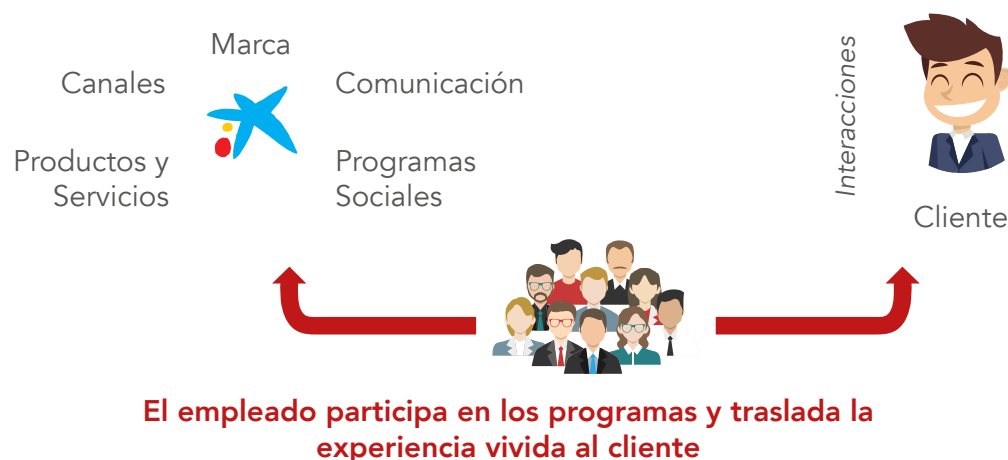 Marca
Canales
Comunicación
Productos y
Servicios
Programas
Sociales
Interacciones
Cliente
El empleado participa en los programas y traslada la
experiencia vivida al cliente